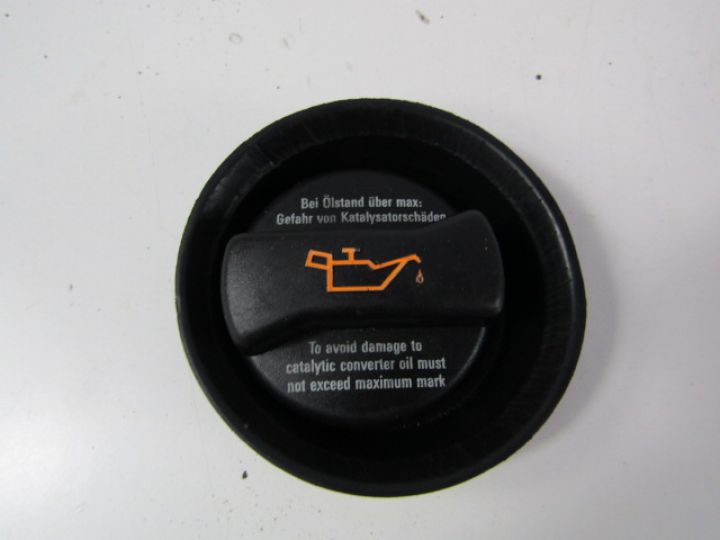 Bei Ölstand über max:
Gefahr von Katalysatorschäden
To avoid damage to
catalytic converter oil must
not exceed maximum mark